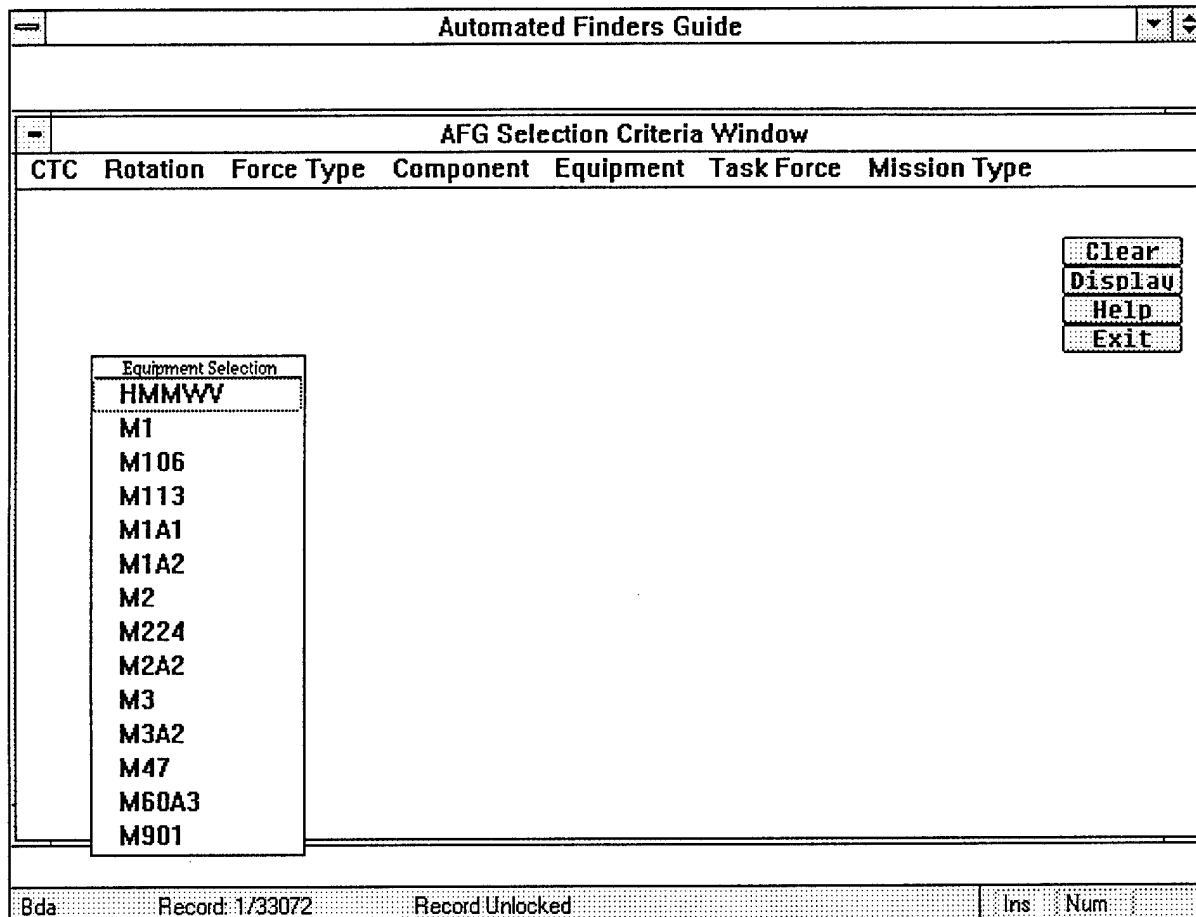 Automated Finders Guide
AFG Selection Criteria Window
CTC Rotation Force Type Component Equipment Task Force Mission Type
Clear
Display
Help
Exit
Equipment Selection
HMMWV
M1
M106
M113
M1A1
M1A2
M2
M224
M2A2
M3
M3A2
M47
M60A3
M901
Bda Record: 1/33072 Record Unlocked Ins Num